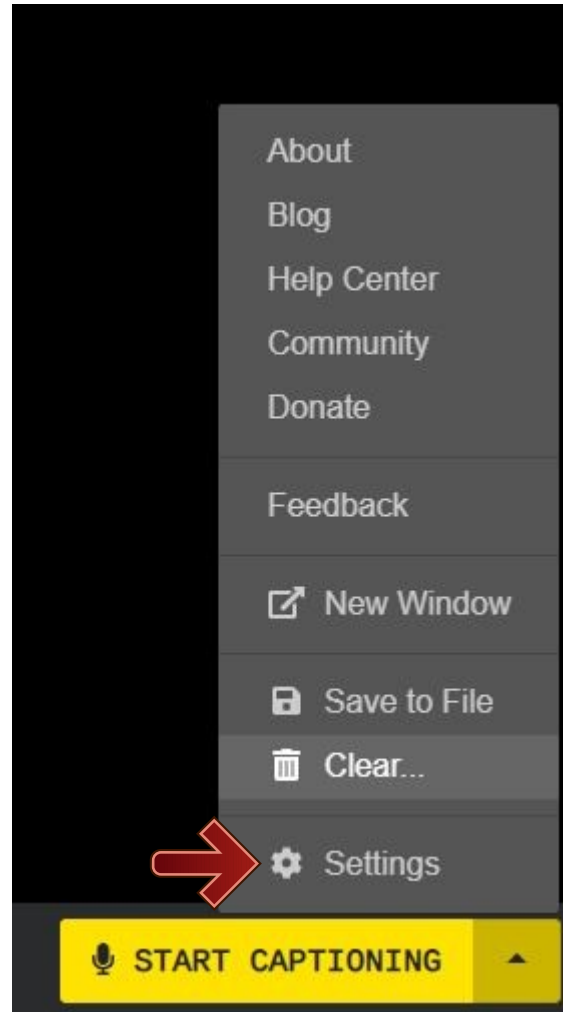 About
Blog
Help Center
Community
Donate
Feedback
New Window
Save to File
Clear...
Settings
START CAPTIONING